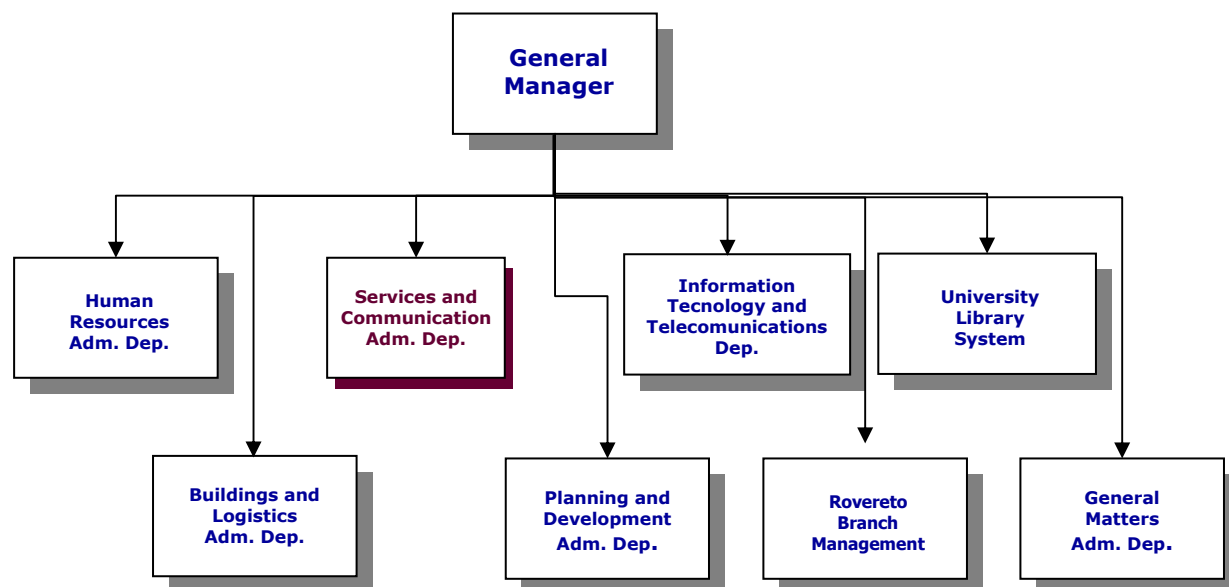 General
Manager
Human
Resources
Adm. Dep.
Services and
Communication
Adm. Dep.
Information
Tecnology and
Telecomunications
Dep.
University
Library
System
Buildings and
Logistics
Adm. Dep.
Planning and
Development
Adm. Dep.
Rovereto
Branch
Management
General
Matters
Adm. Dep.